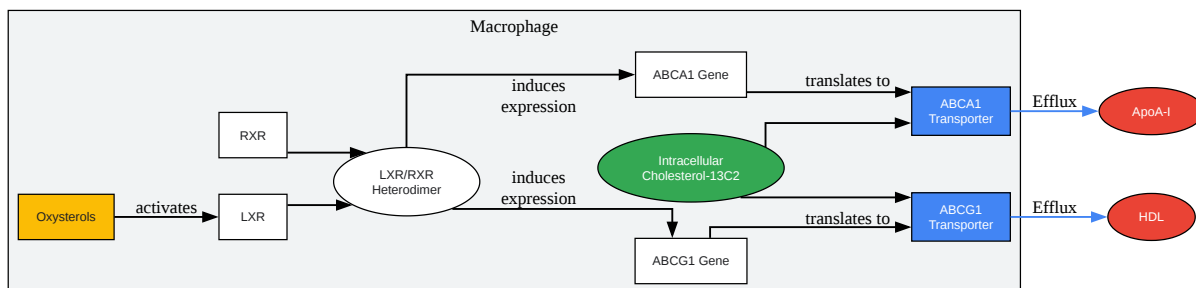 Macrophage
Oxysterols
activates
RXR
LXR
LXR/RXR
Heterodimer
induces
expression
induces
expression
ABCA1 Gene
Intracellular
Cholesterol-13C2
ABCG1 Gene
translates to
translates to
ABCA1
Transporter
ABCG1
Transporter
Efflux
Efflux
ApoA-I
HDL